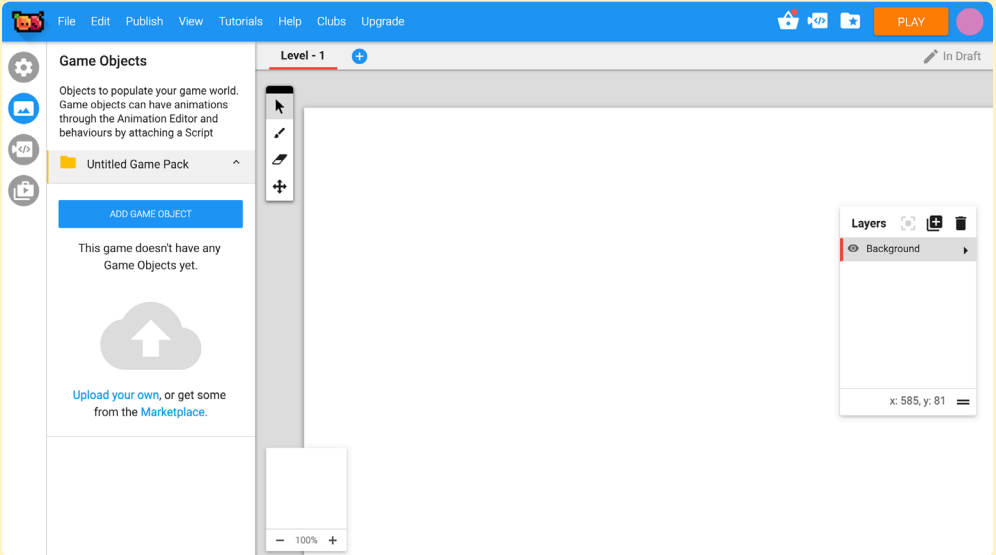 File Edit Publish View Tutorials Help Clubs Upgrade
PLAY
Game Objects
Level - 1
In Draft
Objects to populate your game world.
Game objects can have animations
through the Animation Editor and
behaviours by attaching a Script
Untitled Game Pack
ADD GAME OBJECT
This game doesn't have any
Game Objects yet.
Upload your own, or get some
from the Marketplace.
Layers
Background
x: 585, y: 81
100%